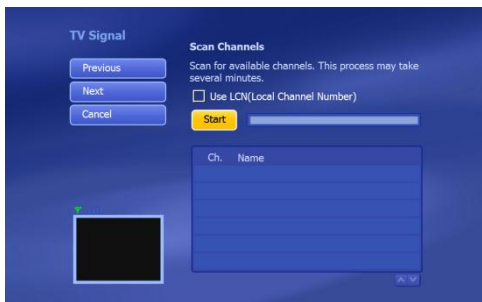 TV Signal
Previous
Next
Cancel
Scan Channels
Scan for available channels. This process may take
several minutes.
Use LCN(Local Channel Number)
Start
Ch. Name